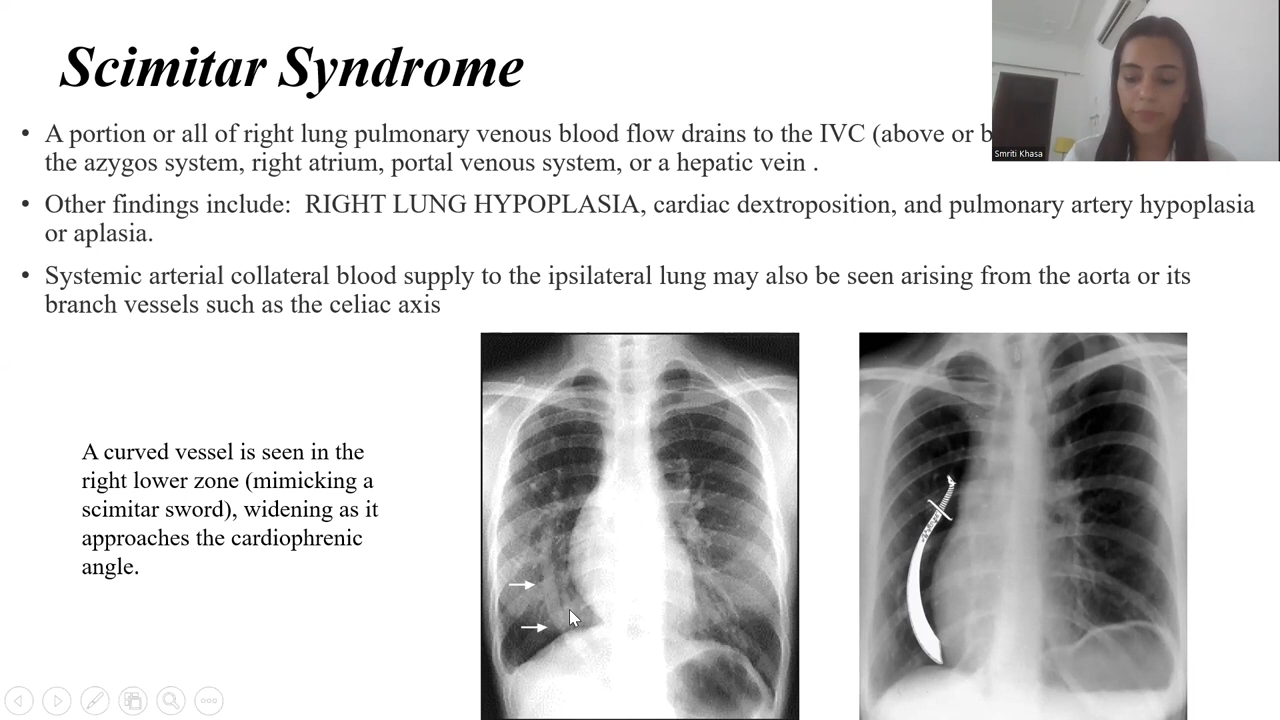 Scimitar Syndrome
• A portion or all of right lung pulmonary venous blood flow drains to the IVC (above or
the azygos system, right atrium, portal venous system, or a hepatic vein .
• Other findings include:  RIGHT LUNG HYPOPLASIA, cardiac dextroposition, and pulmonary artery hypoplasia
or aplasia.
• Systemic arterial collateral blood supply to the ipsilateral lung may also be seen arising from the aorta or its
branch vessels such as the celiac axis
A curved vessel is seen in the
right lower zone (mimicking a
scimitar sword), widening as it
approaches the cardiophrenic
angle.
Smriti Khasa